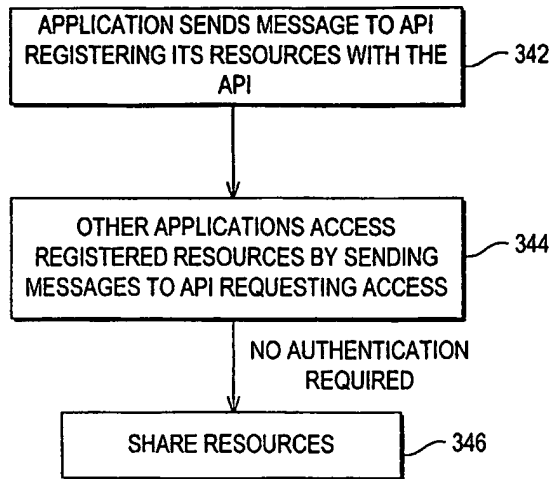 APPLICATION SENDS MESSAGE TO API
REGISTERING ITS RESOURCES WITH THE
API
342
OTHER APPLICATIONS ACCESS
REGISTERED RESOURCES BY SENDING
MESSAGES TO API REQUESTING ACCESS
344
NO AUTHENTICATION
REQUIRED
SHARE RESOURCES
346